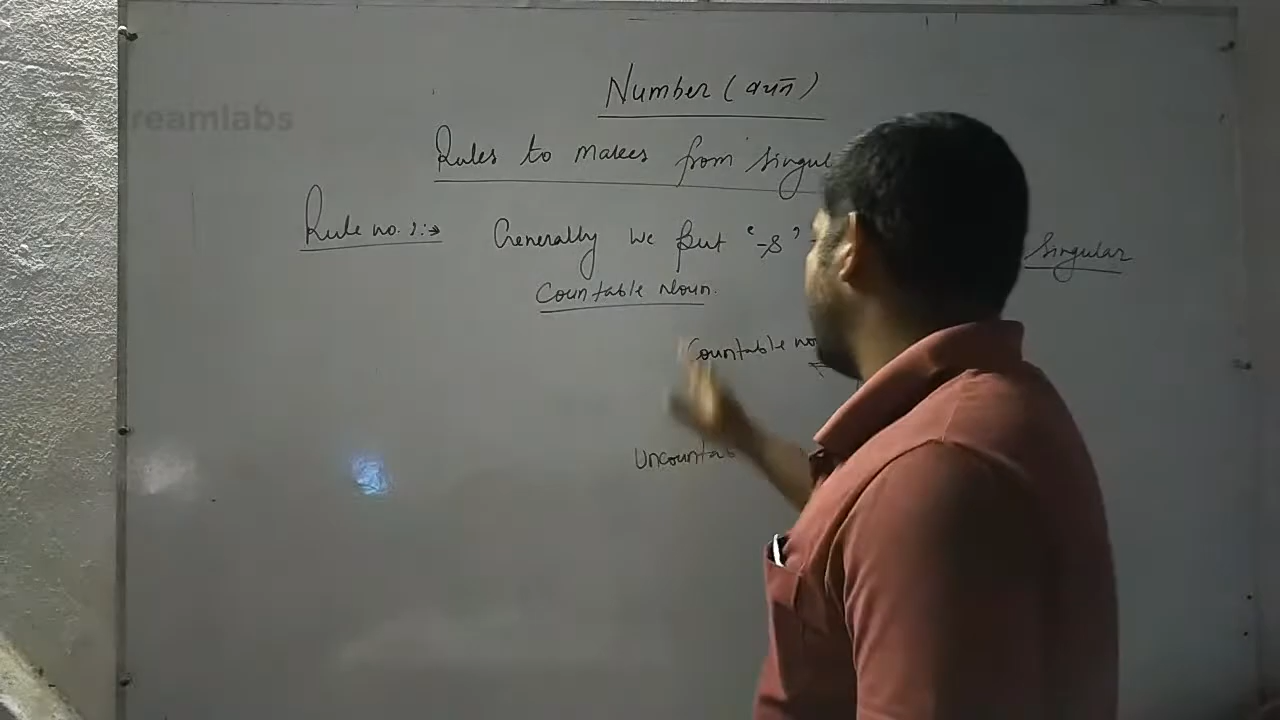 Number (वचन)
reamlabs
Rules to makes from singul
Rule no. 1:→ Generally we put '-s' singular
Countable Noun.
Countable no
Uncountab